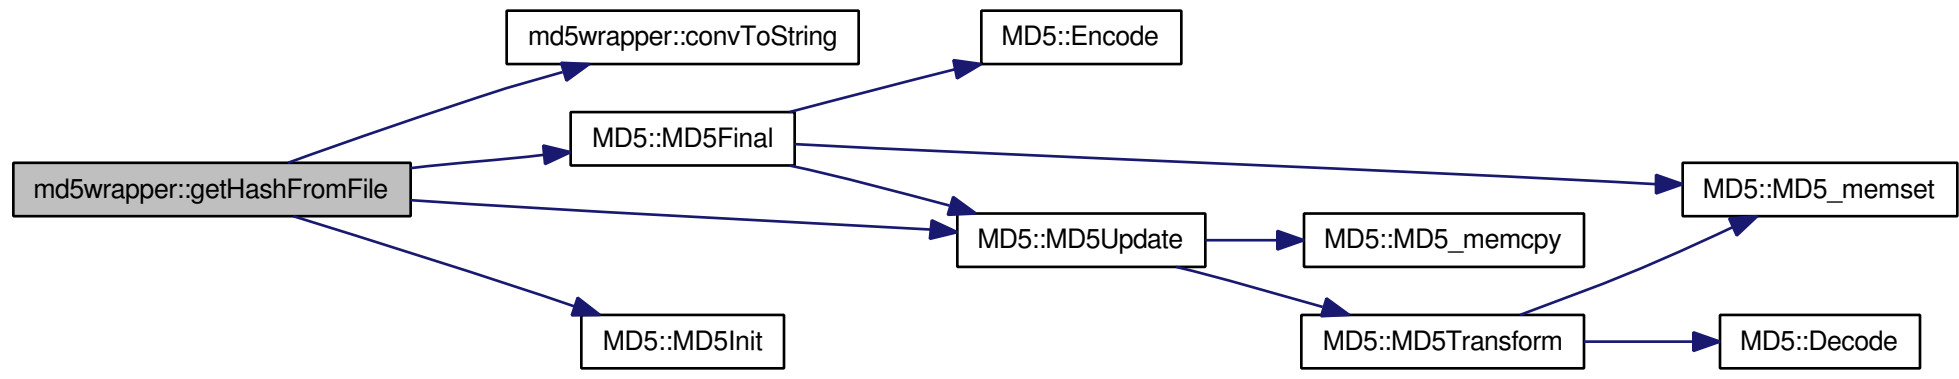 md5wrapper::convToString
MD5::Encode
MD5::MD5Final
md5wrapper::getHashFromFile
MD5::MD5_memset
MD5::MD5Update
MD5::MD5_memcpy
MD5::MD5Init
MD5::MD5Transform
MD5::Decode